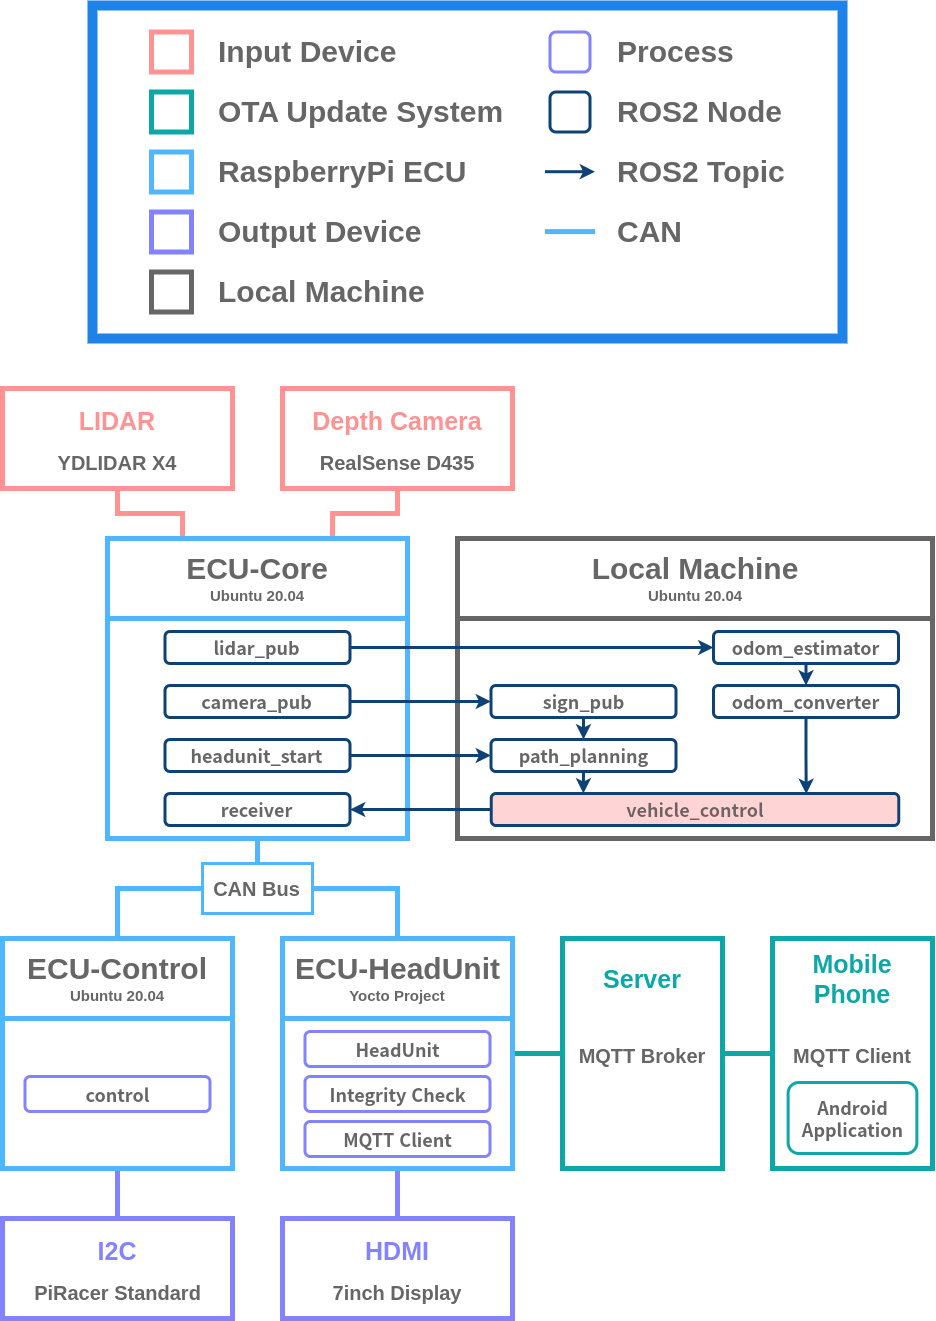 Input Device
OTA Update System
RaspberryPi ECU
Output Device
Local Machine
Process
ROS2 Node
ROS2 Topic
CAN
LIDAR
YDLIDAR X4
Depth Camera
RealSense D435
ECU-Core
Ubuntu 20.04
lidar_pub
camera_pub
headunit_start
receiver
Local Machine
Ubuntu 20.04
odom_estimator
sign_pub
odom_converter
path_planning
vehicle_control
CAN Bus
ECU-Control
Ubuntu 20.04
control
ECU-HeadUnit
Yocto Project
HeadUnit
Integrity Check
MQTT Client
Server
MQTT Broker
Mobile
Phone
MQTT Client
Android
Application
I2C
PiRacer Standard
HDMI
7inch Display